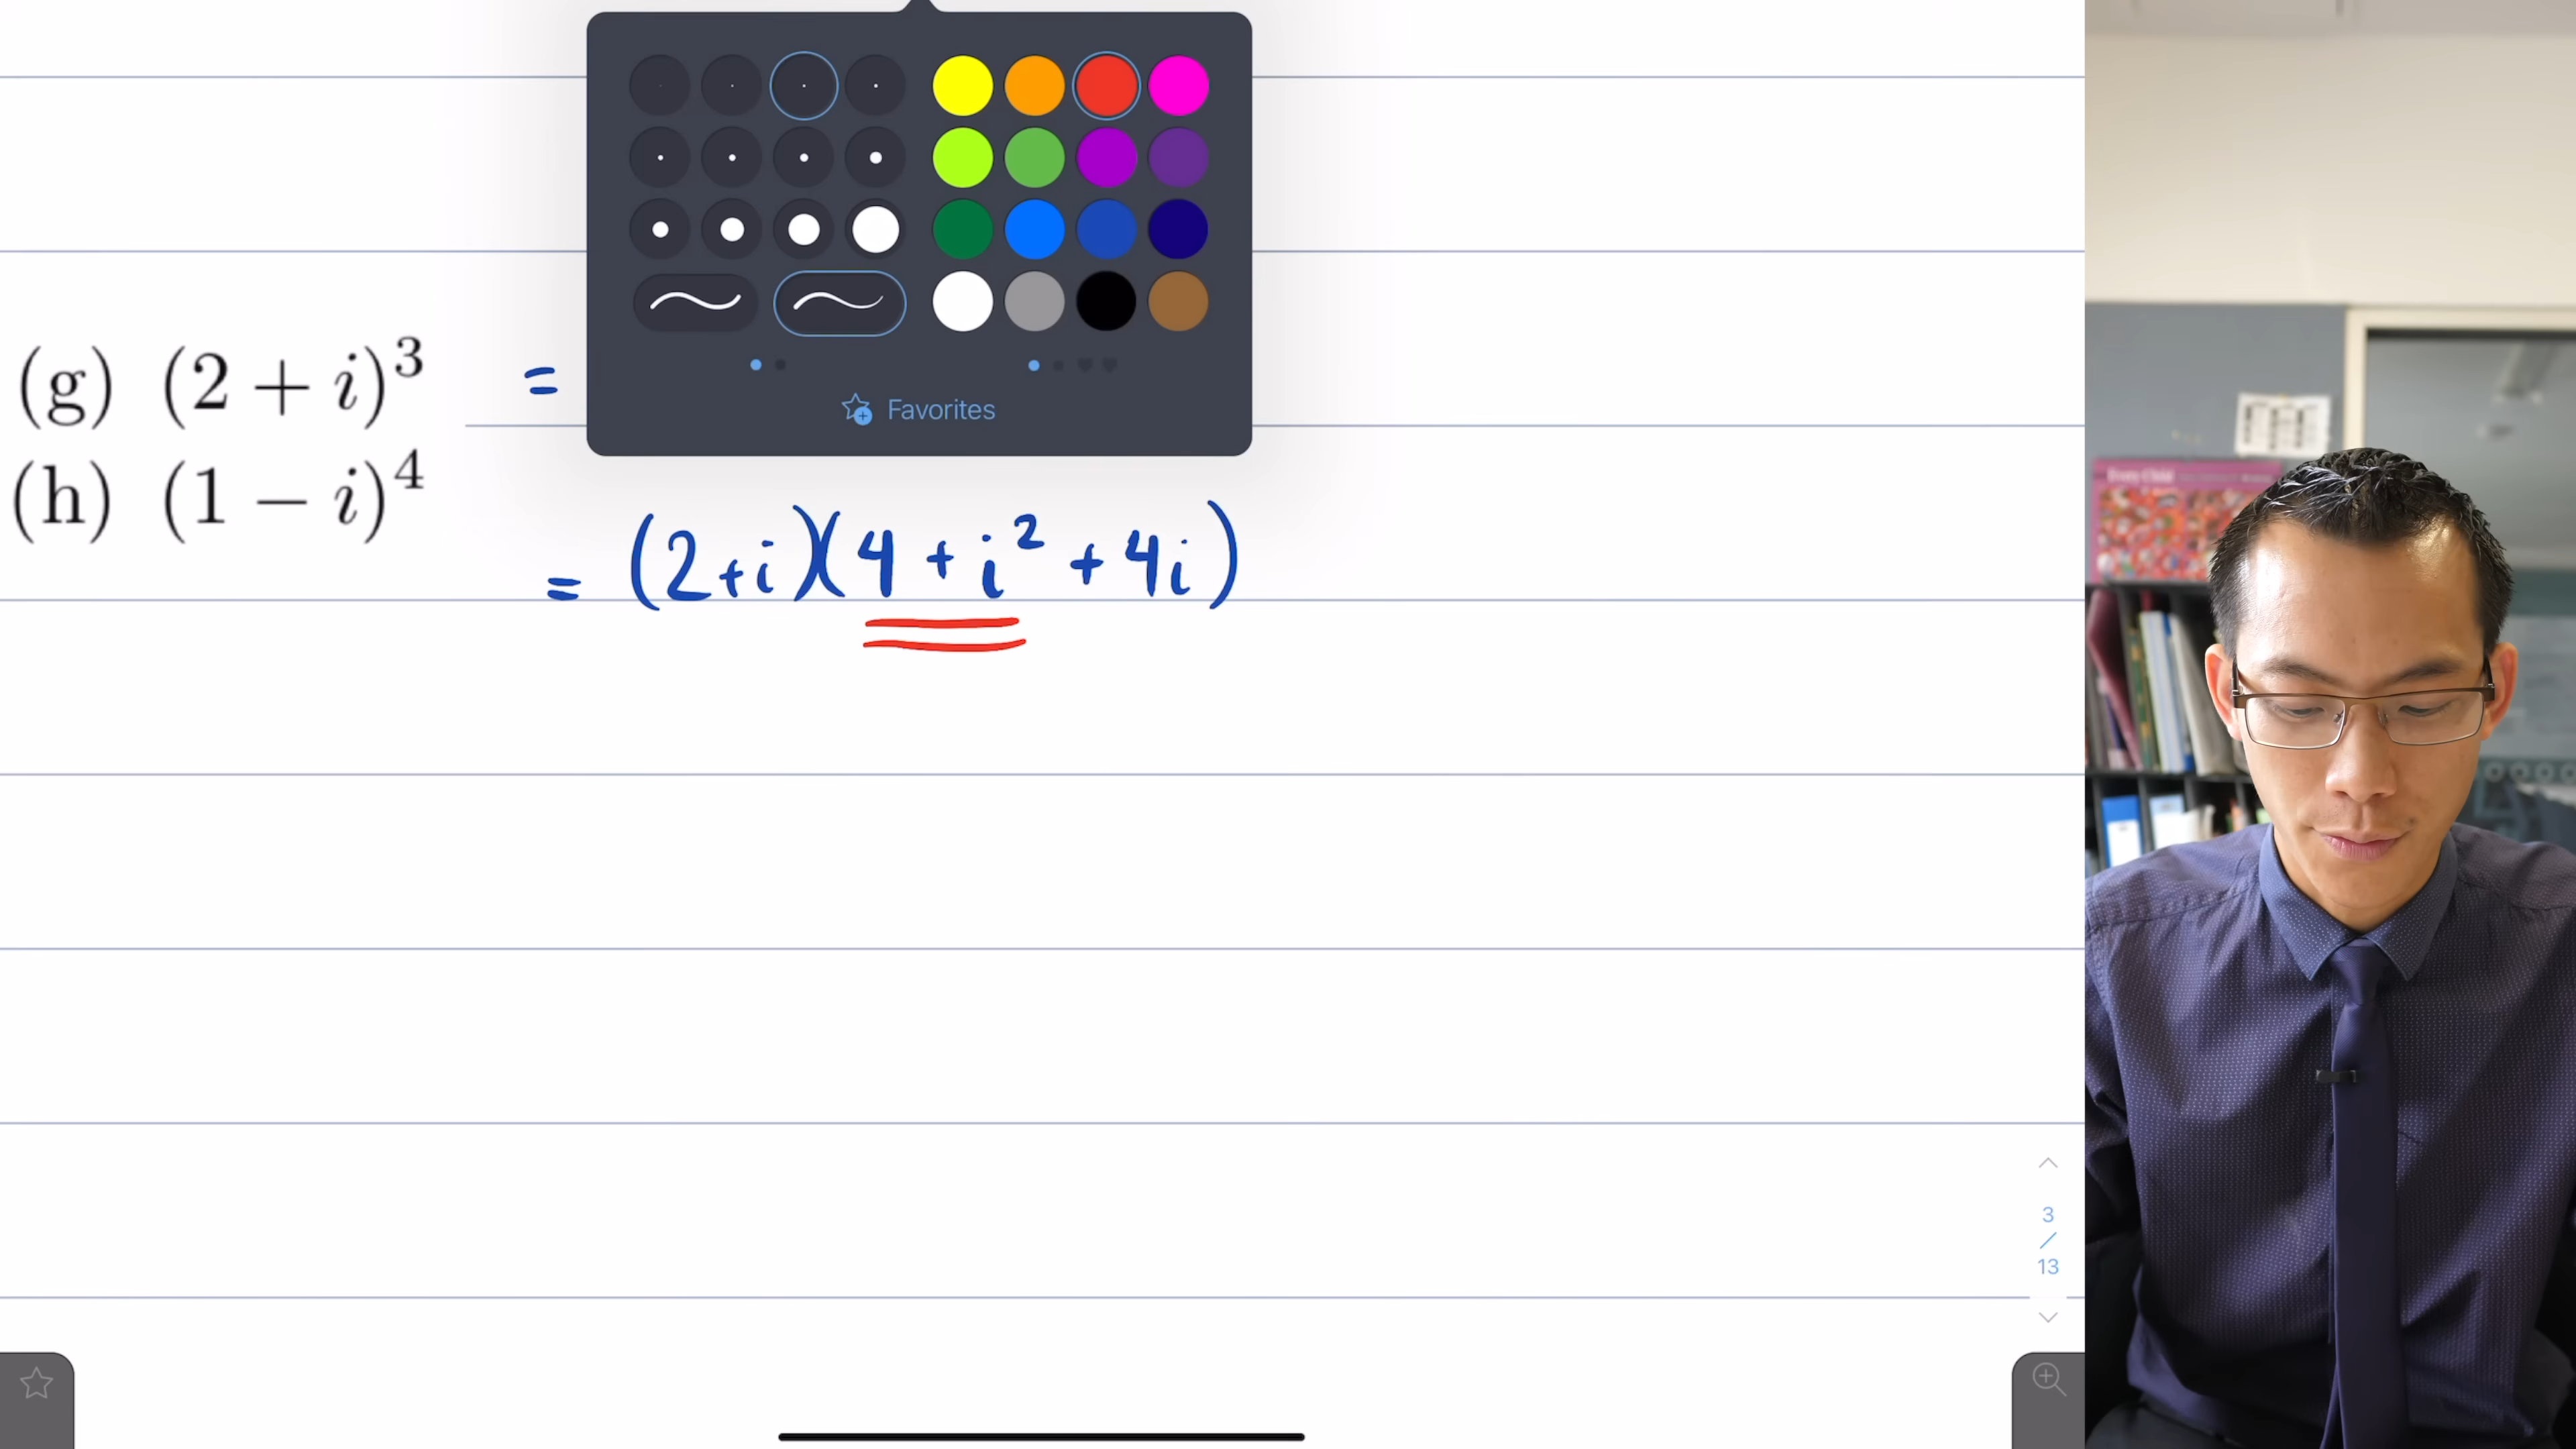 (g) (2 + i)³ =
Favorites
(h) (1 − i)⁴
= (2+i)(4 + i² + 4i)
3
/
13